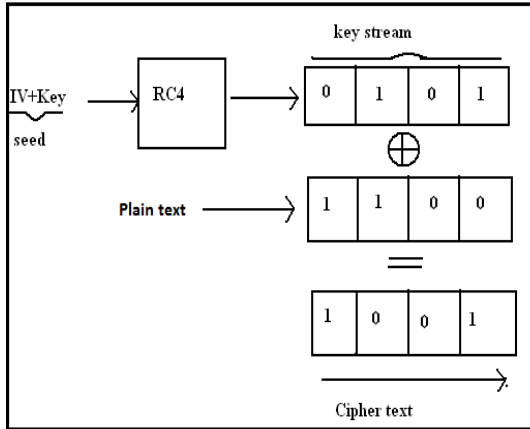 key stream
IV+Key
seed
RC4
0 1 0 1
Plain text
1 1 0 0
1 0 0 1
Cipher text